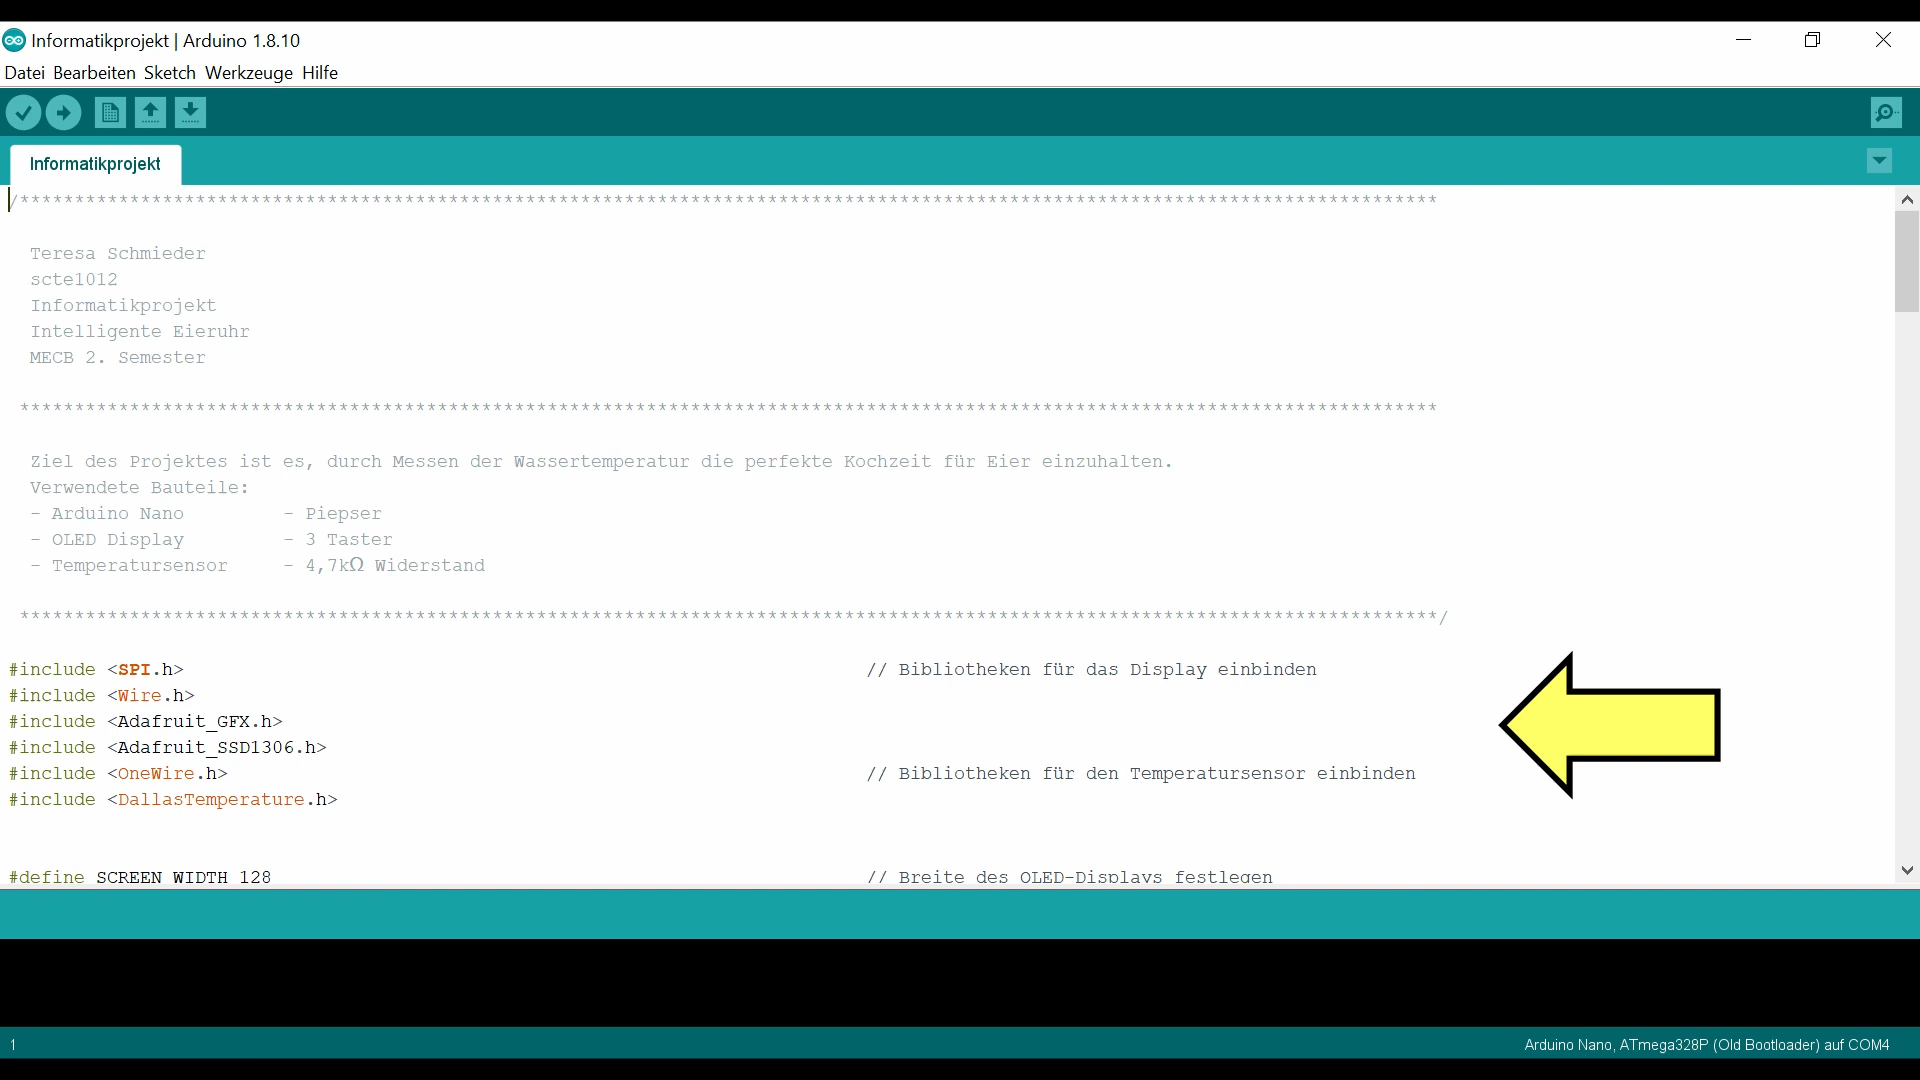 Informatikprojekt | Arduino 1.8.10
Datei Bearbeiten Sketch Werkzeuge Hilfe
Informatikprojekt
/*********************************************************************************************************************************
Teresa Schmieder
scte1012
Informatikprojekt
Intelligente Eieruhr
MECB 2. Semester
*********************************************************************************************************************************
Ziel des Projektes ist es, durch Messen der Wassertemperatur die perfekte Kochzeit für Eier einzuhalten.
Verwendete Bauteile:
- Arduino Nano - Piepser
- OLED Display - 3 Taster
- Temperatursensor - 4,7kΩ Widerstand
*********************************************************************************************************************************/
#include <SPI.h> // Bibliotheken für das Display einbinden
#include <Wire.h>
#include <Adafruit_GFX.h>
#include <Adafruit_SSD1306.h>
#include <OneWire.h> // Bibliotheken für den Temperatursensor einbinden
#include <DallasTemperature.h>
#define SCREEN_WIDTH 128 // Breite des OLED-Displays festlegen
1
Arduino Nano, ATmega328P (Old Bootloader) auf COM4